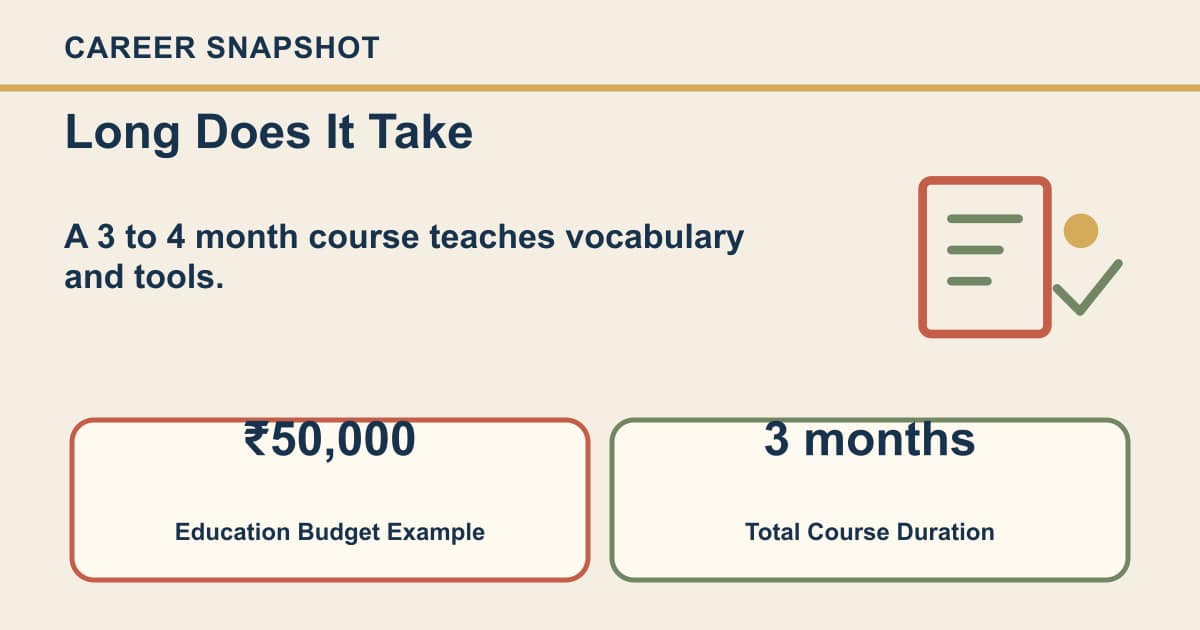 CAREER SNAPSHOT
Long Does It Take
A 3 to 4 month course teaches vocabulary
and tools.
₹50,000
Education Budget Example
3 months
Total Course Duration